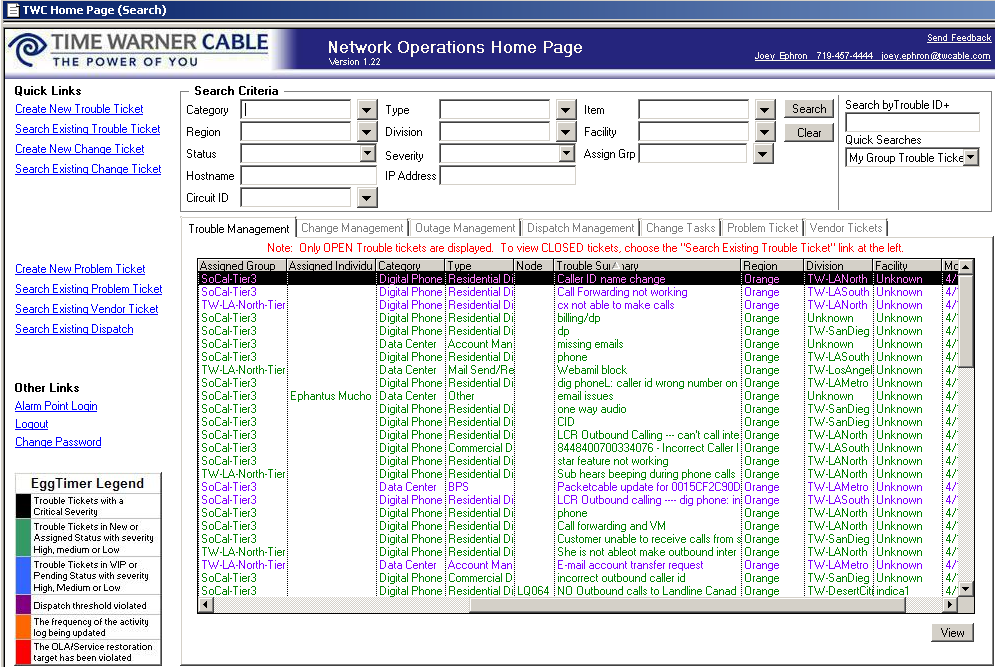 TWC Home Page (Search)
TIME WARNER CABLE
THE POWER OF YOU
Network Operations Home Page
Version 1.22
Send Feedback
Joey Ephron 719-457-4444 joey.ephron@twcable.com
Quick Links
Create New Trouble Ticket
Search Existing Trouble Ticket
Create New Change Ticket
Search Existing Change Ticket
Create New Problem Ticket
Search Existing Problem Ticket
Search Existing Vendor Ticket
Search Existing Dispatch
Other Links
Alarm Point Login
Logout
Change Password
EggTimer Legend
Trouble Tickets with a
Critical Severity
Trouble Tickets in New or
Assigned Status with severity
High, medium or Low
Trouble Tickets in WIP or
Pending Status with severity
High, Medium or Low
Dispatch threshold violated
The frequency of the activity
log being updated
The OLA/Service restoration
target has been violated
Search Criteria
Category Type Item Search
Region Division Facility Clear
Status Severity Assign Grp
Hostname IP Address
Circuit ID
Search byTrouble ID+
Quick Searches
My Group Trouble Ticke
Trouble Management Change Management Outage Management Dispatch Management Change Tasks Problem Ticket Vendor Tickets
Note: Only OPEN Trouble tickets are displayed. To view CLOSED tickets, choose the "Search Existing Trouble Ticket" link at the left.
Assigned Group Assigned Individu Category Type Node Trouble Summary Region Division Facility Mo
SoCal-Tier3 Digital Phone Residential Di Caller ID name change Orange TW-LANorth Unknown 4/
SoCal-Tier3 Digital Phone Residential Di Call Forwarding not working Orange TW-LASouth Unknown 4/
TW-LA-North-Tier Digital Phone Residential Di cx not able to make calls Orange TW-LANorth Unknown 4/
SoCal-Tier3 Digital Phone Residential Di billing/dp Orange Unknown Unknown 4/
SoCal-Tier3 Digital Phone Residential Di dp Orange TW-SanDieg Unknown 4/
SoCal-Tier3 Data Center Account Man missing emails Orange Unknown Unknown 4/
SoCal-Tier3 Digital Phone Residential Di phone Orange TW-LASouth Unknown 4/
TW-LA-North-Tier Data Center Mail Send/Re Webamil block Orange TW-LosAngel Unknown 4/
SoCal-Tier3 Digital Phone Residential Di dig phoneL: caller id wrong number on Orange TW-LAMetro Unknown 4/
SoCal-Tier3 Ephantus Mucho Data Center Other email issues Orange Unknown Unknown 4/
SoCal-Tier3 Digital Phone Residential Di one way audio Orange TW-SanDieg Unknown 4/
SoCal-Tier3 Digital Phone Residential Di CID Orange TW-SanDieg Unknown 4/
SoCal-Tier3 Digital Phone Residential Di LCR Outbound Calling --- can't call inte Orange TW-LANorth Unknown 4/
SoCal-Tier3 Digital Phone Commercial D 8448400700334076 - Incorrect Caller I Orange TW-LASouth Unknown 4/
SoCal-Tier3 Digital Phone Residential Di star feature not working Orange TW-LANorth Unknown 4/
TW-LA-North-Tier Digital Phone Residential Di Sub hears beeping during phone calls Orange TW-LANorth Unknown 4/
SoCal-Tier3 Data Center BPS Packetcable update for 0015CF2C90D Orange TW-LAMetro Unknown 4/
SoCal-Tier3 Digital Phone Residential Di LCR Outbound calling ---- dig phone: in Orange TW-LASouth Unknown 4/
SoCal-Tier3 Digital Phone Residential Di phone Orange TW-LANorth Unknown 4/
SoCal-Tier3 Digital Phone Residential Di Call forwarding and VM Orange TW-SanDieg Unknown 4/
SoCal-Tier3 Digital Phone Residential Di Customer unable to receive calls from s Orange TW-LANorth Unknown 4/
TW-LA-North-Tier Digital Phone Residential Di She is not ableot make outbound inter Orange TW-LANorth Unknown 4/
TW-LA-North-Tier Data Center Account Man E-mail account transfer request Orange TW-LAMetro Unknown 4/
SoCal-Tier3 Digital Phone Commercial D incorrect outbound caller id Orange TW-SanDieg Unknown 4/
SoCal-Tier3 Digital Phone Residential Di LQ064 NO Outbound calls to Landline Canad Orange TW-DesertCiti indica1 4/
View